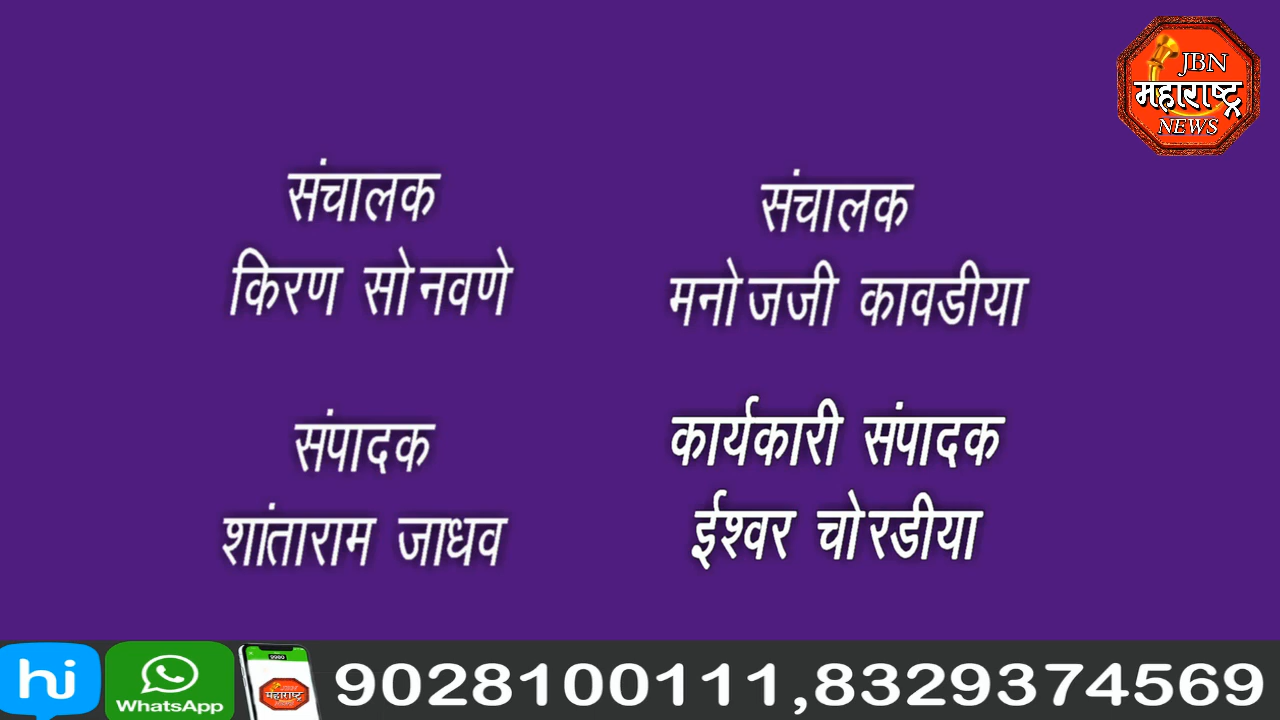 JBN
महाराष्ट्र
NEWS
संचालक
किरण सोनवणे
संचालक
मनोजजी कावडीया
संपादक
शांताराम जाधव
कार्यकारी संपादक
ईश्वर चोरडीया
hi
WhatsApp
महाराष्ट्र
9028100111,8329374569